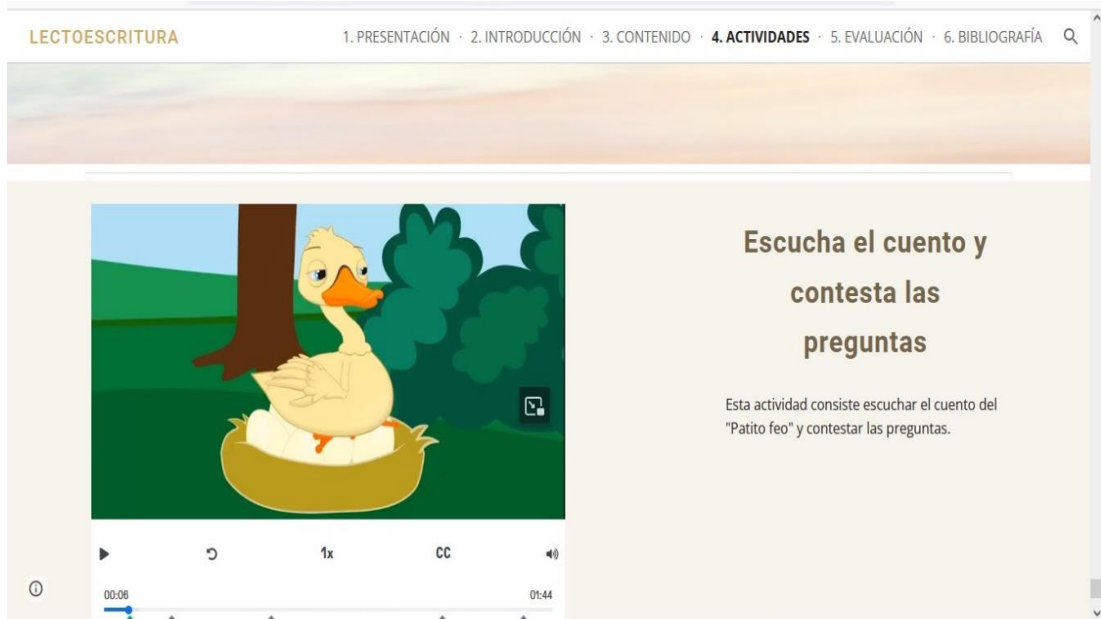 LECTOESCRITURA
1. PRESENTACIÓN · 2. INTRODUCCIÓN · 3. CONTENIDO · 4. ACTIVIDADES · 5. EVALUACIÓN · 6. BIBLIOGRAFÍA
Escucha el cuento y
contesta las
preguntas
Esta actividad consiste escuchar el cuento del
"Patito feo" y contestar las preguntas.
1x CC
00:06 01:44